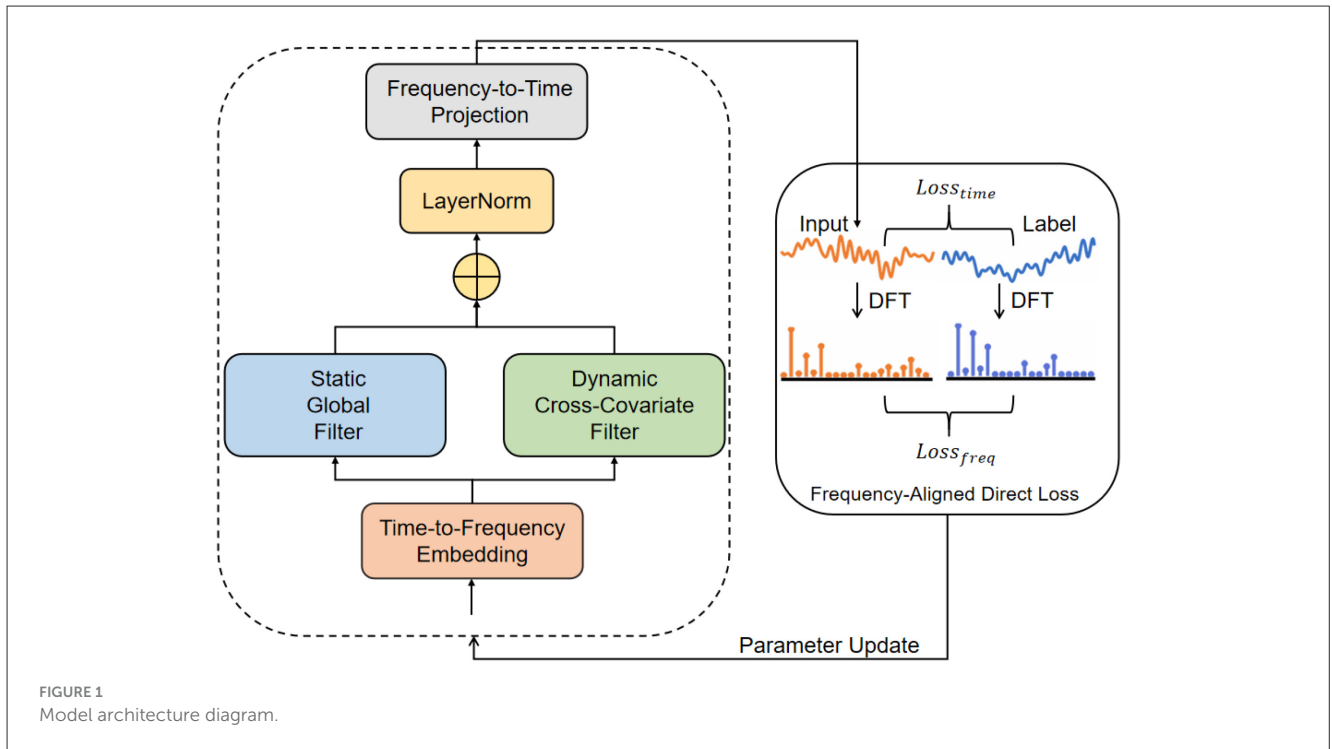 Frequency-to-Time
Projection
LayerNorm
Static
Global
Filter
Dynamic
Cross-Covariate
Filter
Time-to-Frequency
Embedding
Loss_time
Input
Label
DFT
DFT
Loss_freq
Frequency-Aligned Direct Loss
Parameter Update
FIGURE 1
Model architecture diagram.